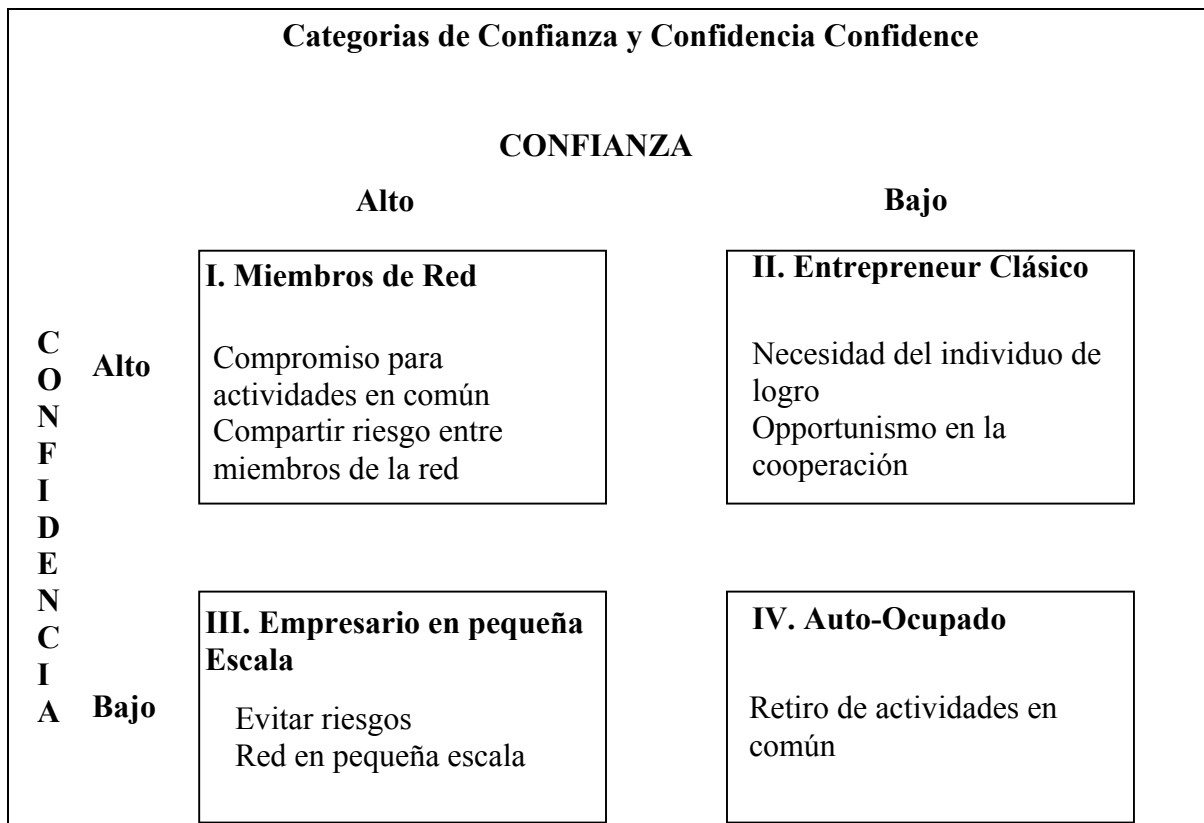 Categorias de Confianza y Confidencia Confidence
CONFIANZA
Alto
Bajo
CONFIDENCIA
Alto
I. Miembros de Red
Compromiso para
actividades en común
Compartir riesgo entre
miembros de la red
II. Entrepreneur Clásico
Necesidad del individuo de
logro
Opportunismo en la
cooperación
Bajo
III. Empresario en pequeña
Escala
Evitar riesgos
Red en pequeña escala
IV. Auto-Ocupado
Retiro de actividades en
común